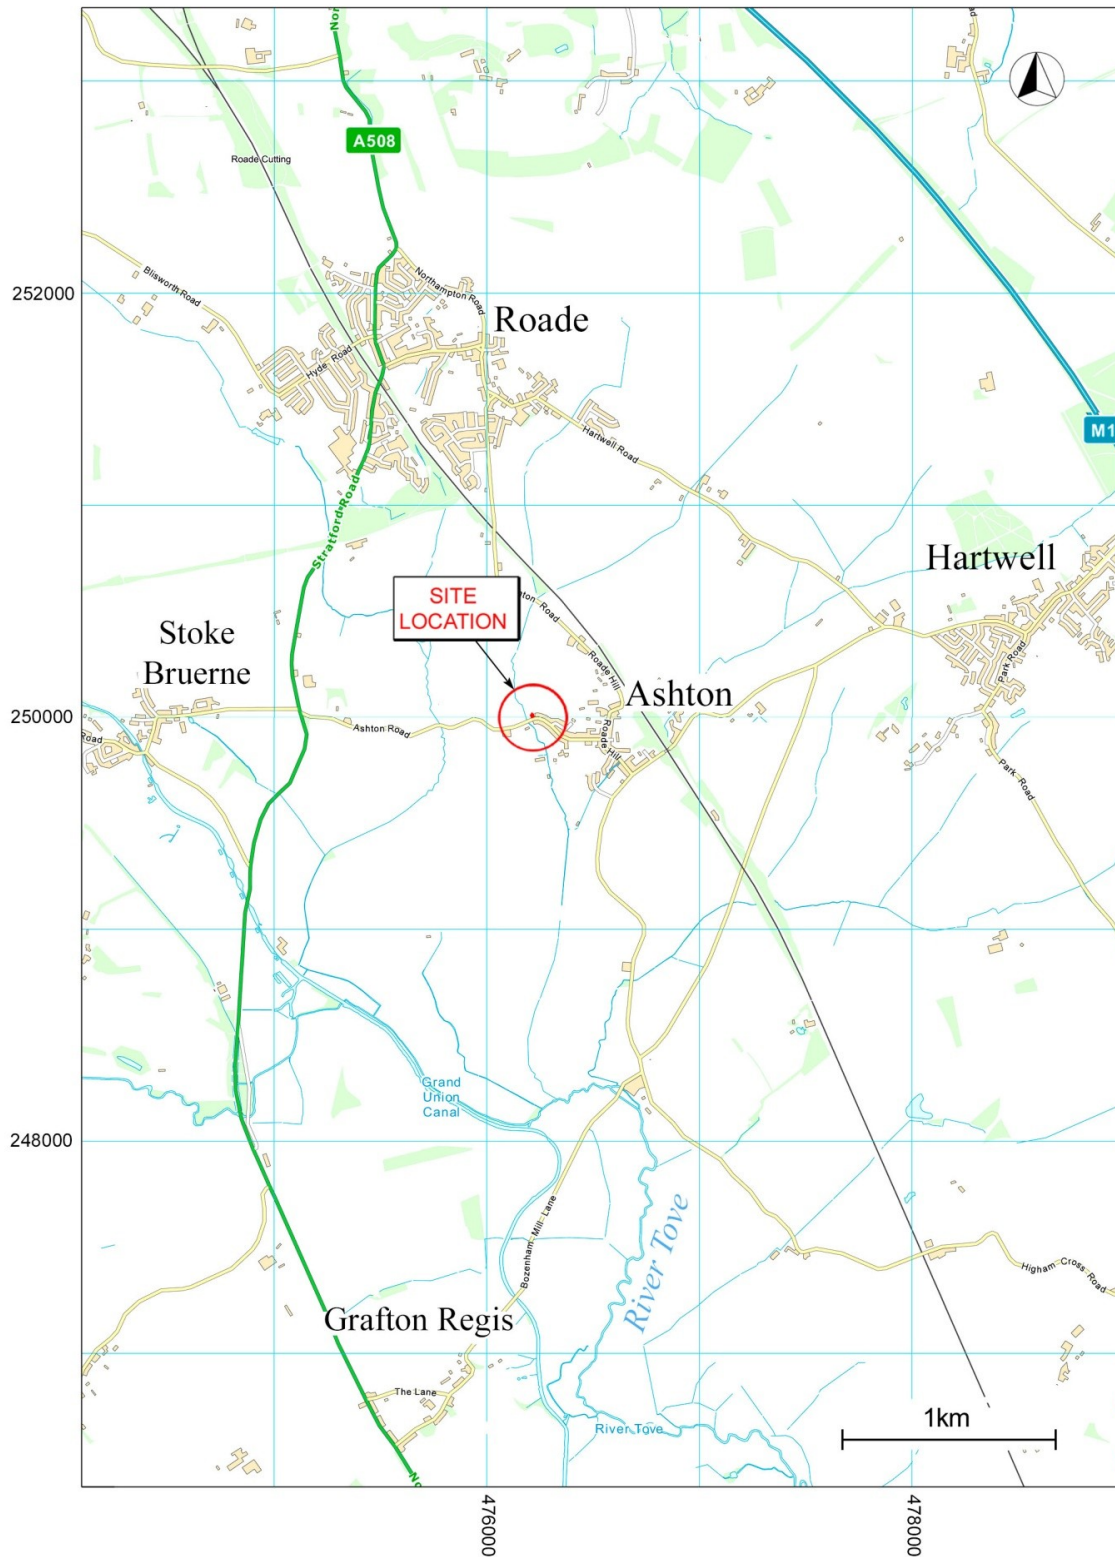 A508
Roade Cutting
Blisworth Road
Northampton Road
252000
Roade
Hyde Road
Hartwell Road
M1
Stratford Road
Hartwell
SITE
LOCATION
ton Road
Stoke
Bruerne
Roade Hill
Park Road
Ashton
250000
Ashton Road
Roade Hill
Road
Park Road
Grand
Union
Canal
248000
River Tove
Bozenham Mill Lane
Higham Cross Road
Grafton Regis
The Lane
1km
River Tove
476000
478000